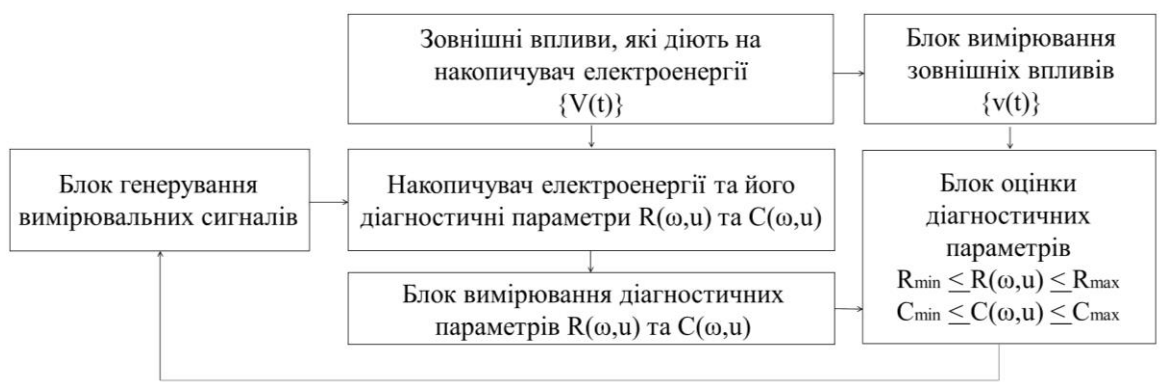 Зовнішні впливи, які діють на
накопичувач електроенергії
{V(t)}
Блок вимірювання
зовнішніх впливів
{v(t)}
Блок генерування
вимірювальних сигналів
Накопичувач електроенергії та його
діагностичні параметри R(ω,u) та C(ω,u)
Блок оцінки
діагностичних
параметрів
Rmin ≤ R(ω,u) ≤ Rmax
Cmin ≤ C(ω,u) ≤ Cmax
Блок вимірювання діагностичних
параметрів R(ω,u) та C(ω,u)